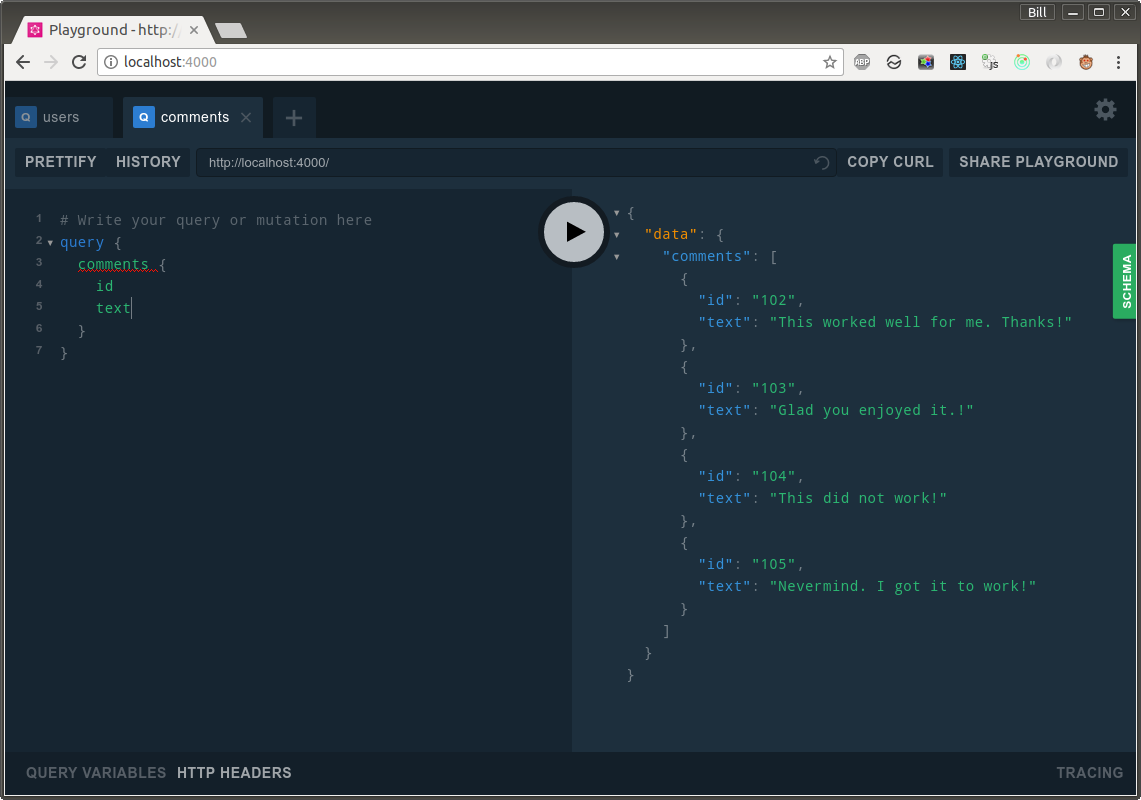 Bill
Playground - http:/
localhost:4000
ABP
JS
Q users
Q comments
PRETTIFY HISTORY http://localhost:4000/ COPY CURL SHARE PLAYGROUND
1 # Write your query or mutation here
2 query {
3 comments {
4 id
5 text
6 }
7 }
{
"data": {
"comments": [
{
"id": "102",
"text": "This worked well for me. Thanks!"
},
{
"id": "103",
"text": "Glad you enjoyed it.!"
},
{
"id": "104",
"text": "This did not work!"
},
{
"id": "105",
"text": "Nevermind. I got it to work!"
}
]
}
}
SCHEMA
QUERY VARIABLES HTTP HEADERS TRACING